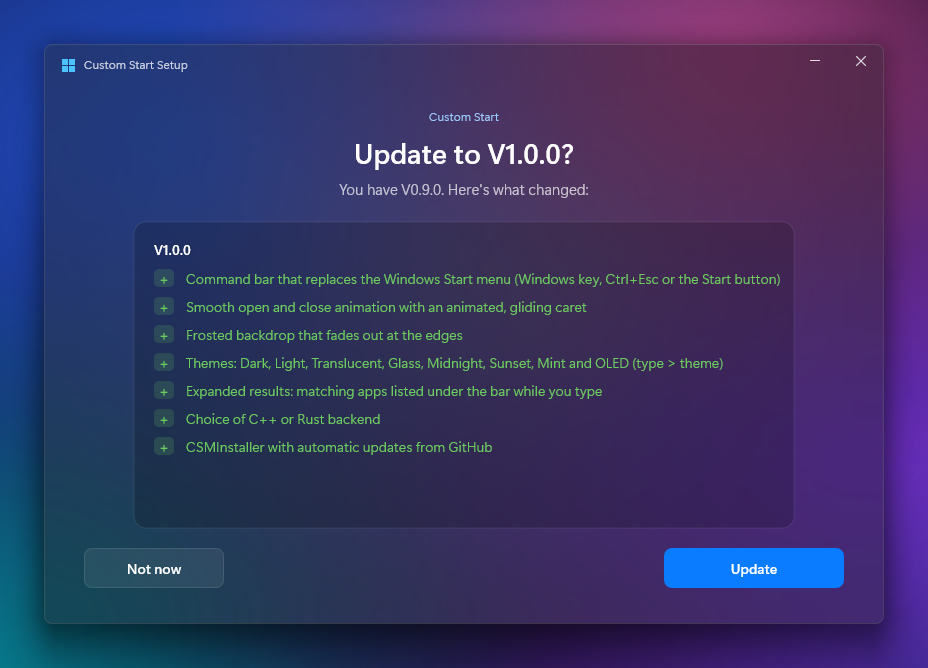 Custom Start Setup
Custom Start
Update to V1.0.0?
You have V0.9.0. Here's what changed:
V1.0.0
+ Command bar that replaces the Windows Start menu (Windows key, Ctrl+Esc or the Start button)
+ Smooth open and close animation with an animated, gliding caret
+ Frosted backdrop that fades out at the edges
+ Themes: Dark, Light, Translucent, Glass, Midnight, Sunset, Mint and OLED (type > theme)
+ Expanded results: matching apps listed under the bar while you type
+ Choice of C++ or Rust backend
+ CSMInstaller with automatic updates from GitHub
Not now
Update